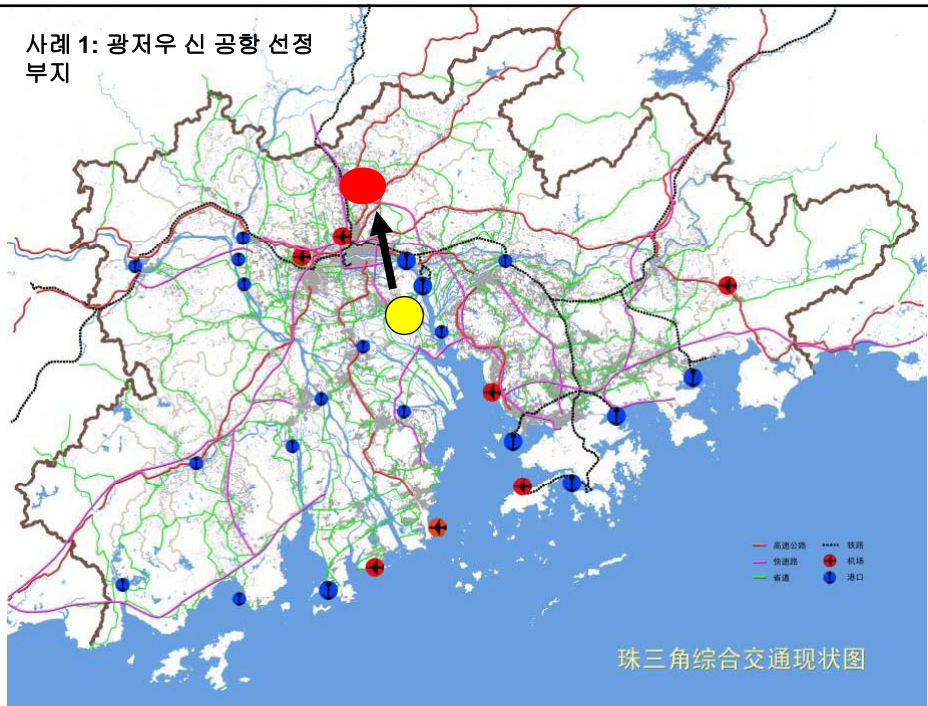 사례 1: 광저우 신 공항 선정
부지
高速公路
铁路
快速路
机场
省道
港口
珠三角综合交通现状图